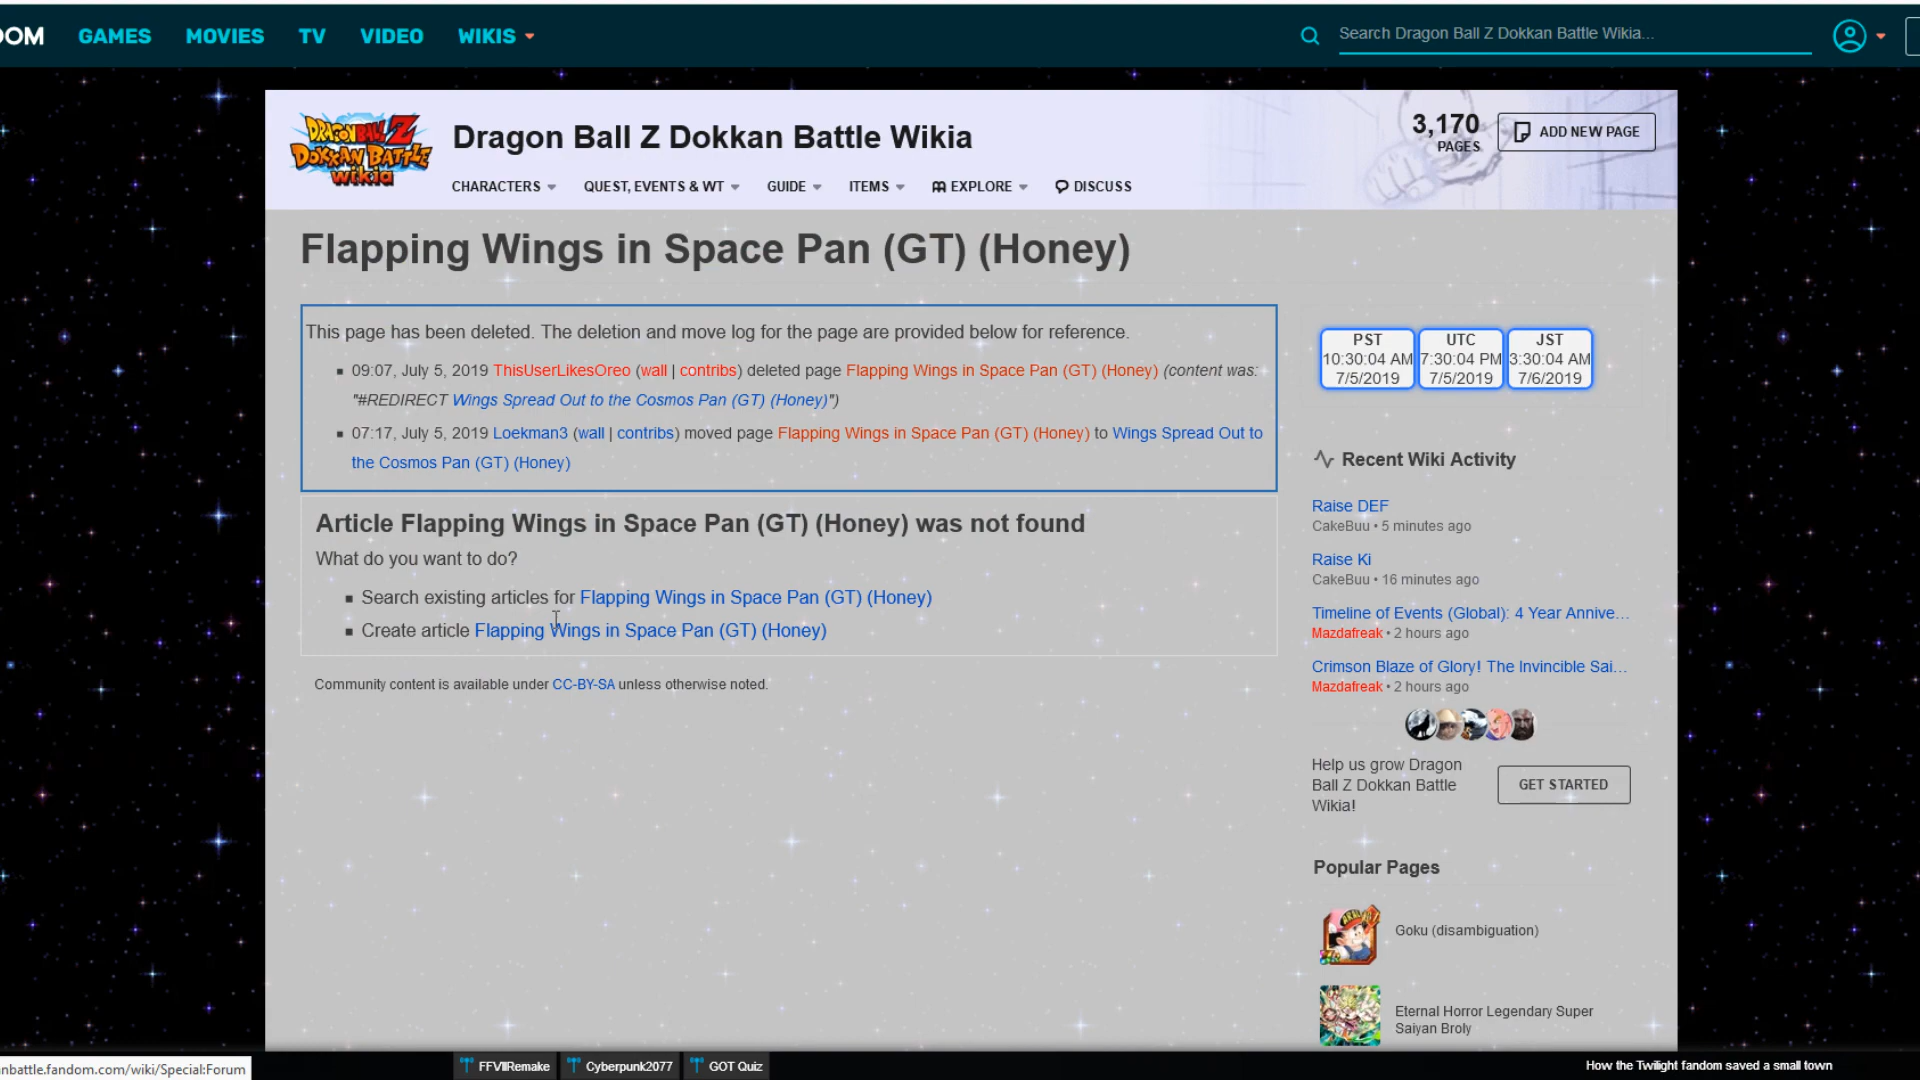 OOM GAMES MOVIES TV VIDEO WIKIS Search Dragon Ball Z Dokkan Battle Wikia...
DRAGON BALL Z
DOKKAN BATTLE
wikia
Dragon Ball Z Dokkan Battle Wikia
3,170
PAGES
ADD NEW PAGE
CHARACTERS QUEST, EVENTS & WT GUIDE ITEMS EXPLORE DISCUSS
Flapping Wings in Space Pan (GT) (Honey)
This page has been deleted. The deletion and move log for the page are provided below for reference.
09:07, July 5, 2019 ThisUserLikesOreo (wall | contribs) deleted page Flapping Wings in Space Pan (GT) (Honey) (content was:
"#REDIRECT Wings Spread Out to the Cosmos Pan (GT) (Honey)")
07:17, July 5, 2019 Loekman3 (wall | contribs) moved page Flapping Wings in Space Pan (GT) (Honey) to Wings Spread Out to
the Cosmos Pan (GT) (Honey)
Article Flapping Wings in Space Pan (GT) (Honey) was not found
What do you want to do?
Search existing articles for Flapping Wings in Space Pan (GT) (Honey)
Create article Flapping Wings in Space Pan (GT) (Honey)
Community content is available under CC-BY-SA unless otherwise noted.
PST UTC JST
10:30:04 AM 7:30:04 PM 3:30:04 AM
7/5/2019 7/5/2019 7/6/2019
Recent Wiki Activity
Raise DEF
CakeBuu • 5 minutes ago
Raise Ki
CakeBuu • 16 minutes ago
Timeline of Events (Global): 4 Year Annive...
Mazdafreak • 2 hours ago
Crimson Blaze of Glory! The Invincible Sai...
Mazdafreak • 2 hours ago
Help us grow Dragon
Ball Z Dokkan Battle
Wikia!
GET STARTED
Popular Pages
Goku (disambiguation)
Eternal Horror Legendary Super
Saiyan Broly
nbattle.fandom.com/wiki/Special:Forum
FFVIIRemake Cyberpunk2077 GOT Quiz How the Twilight fandom saved a small town